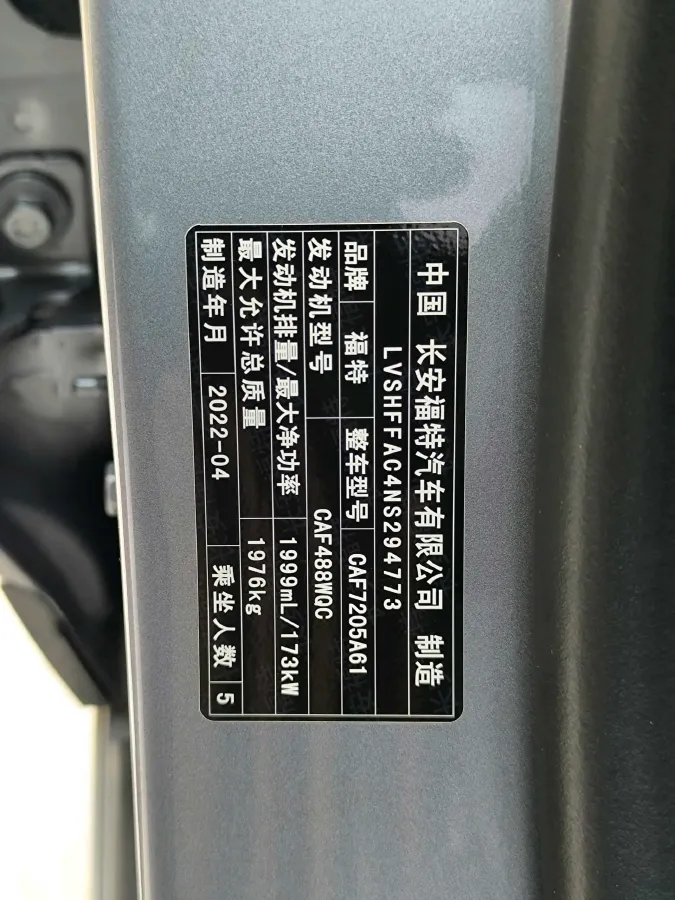 中国 长安福特汽车有限公司 制造
LVSHFFAC4NS294773
品牌 福特 整车型号 CAF7205A61
发动机型号 CAF488WQC
发动机排量/最大净功率 1999mL/173kW
最大允许总质量 1976kg
制造年月 2022-04 乘坐人数 5